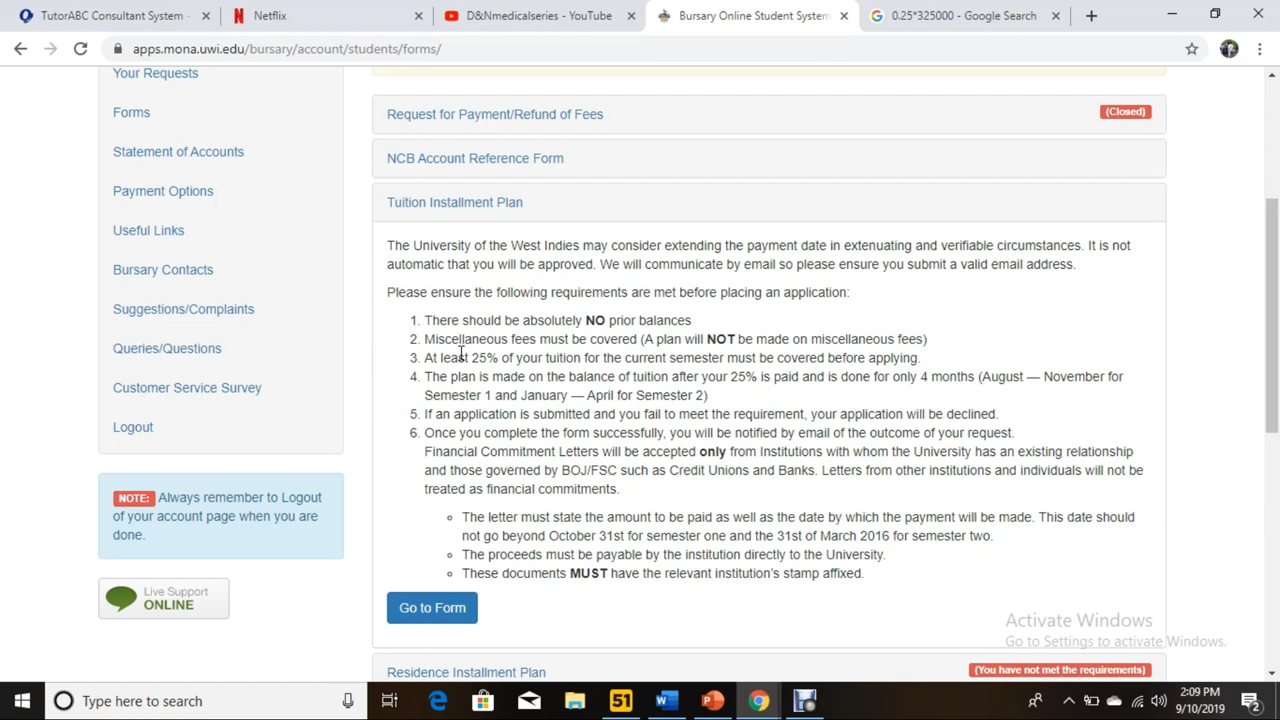 TutorABC Consultant System -
Netflix
D&Nmedicalseries - YouTube
Bursary Online Student System
0.25*325000 - Google Search
apps.mona.uwi.edu/bursary/account/students/forms/
Your Requests
Forms
Statement of Accounts
Payment Options
Useful Links
Bursary Contacts
Suggestions/Complaints
Queries/Questions
Customer Service Survey
Logout
NOTE: Always remember to Logout
of your account page when you are
done.
Live Support
ONLINE
Request for Payment/Refund of Fees
(Closed)
NCB Account Reference Form
Tuition Installment Plan
The University of the West Indies may consider extending the payment date in extenuating and verifiable circumstances. It is not
automatic that you will be approved. We will communicate by email so please ensure you submit a valid email address.
Please ensure the following requirements are met before placing an application:
1. There should be absolutely NO prior balances
2. Miscellaneous fees must be covered (A plan will NOT be made on miscellaneous fees)
3. At least 25% of your tuition for the current semester must be covered before applying.
4. The plan is made on the balance of tuition after your 25% is paid and is done for only 4 months (August — November for
Semester 1 and January — April for Semester 2)
5. If an application is submitted and you fail to meet the requirement, your application will be declined.
6. Once you complete the form successfully, you will be notified by email of the outcome of your request.
Financial Commitment Letters will be accepted only from Institutions with whom the University has an existing relationship
and those governed by BOJ/FSC such as Credit Unions and Banks. Letters from other institutions and individuals will not be
treated as financial commitments.
The letter must state the amount to be paid as well as the date by which the payment will be made. This date should
not go beyond October 31st for semester one and the 31st of March 2016 for semester two.
The proceeds must be payable by the institution directly to the University.
These documents MUST have the relevant institution's stamp affixed.
Go to Form
Activate Windows
Go to Settings to activate Windows.
Residence Installment Plan
(You have not met the requirements)
Type here to search
51
2:09 PM
9/10/2019
2